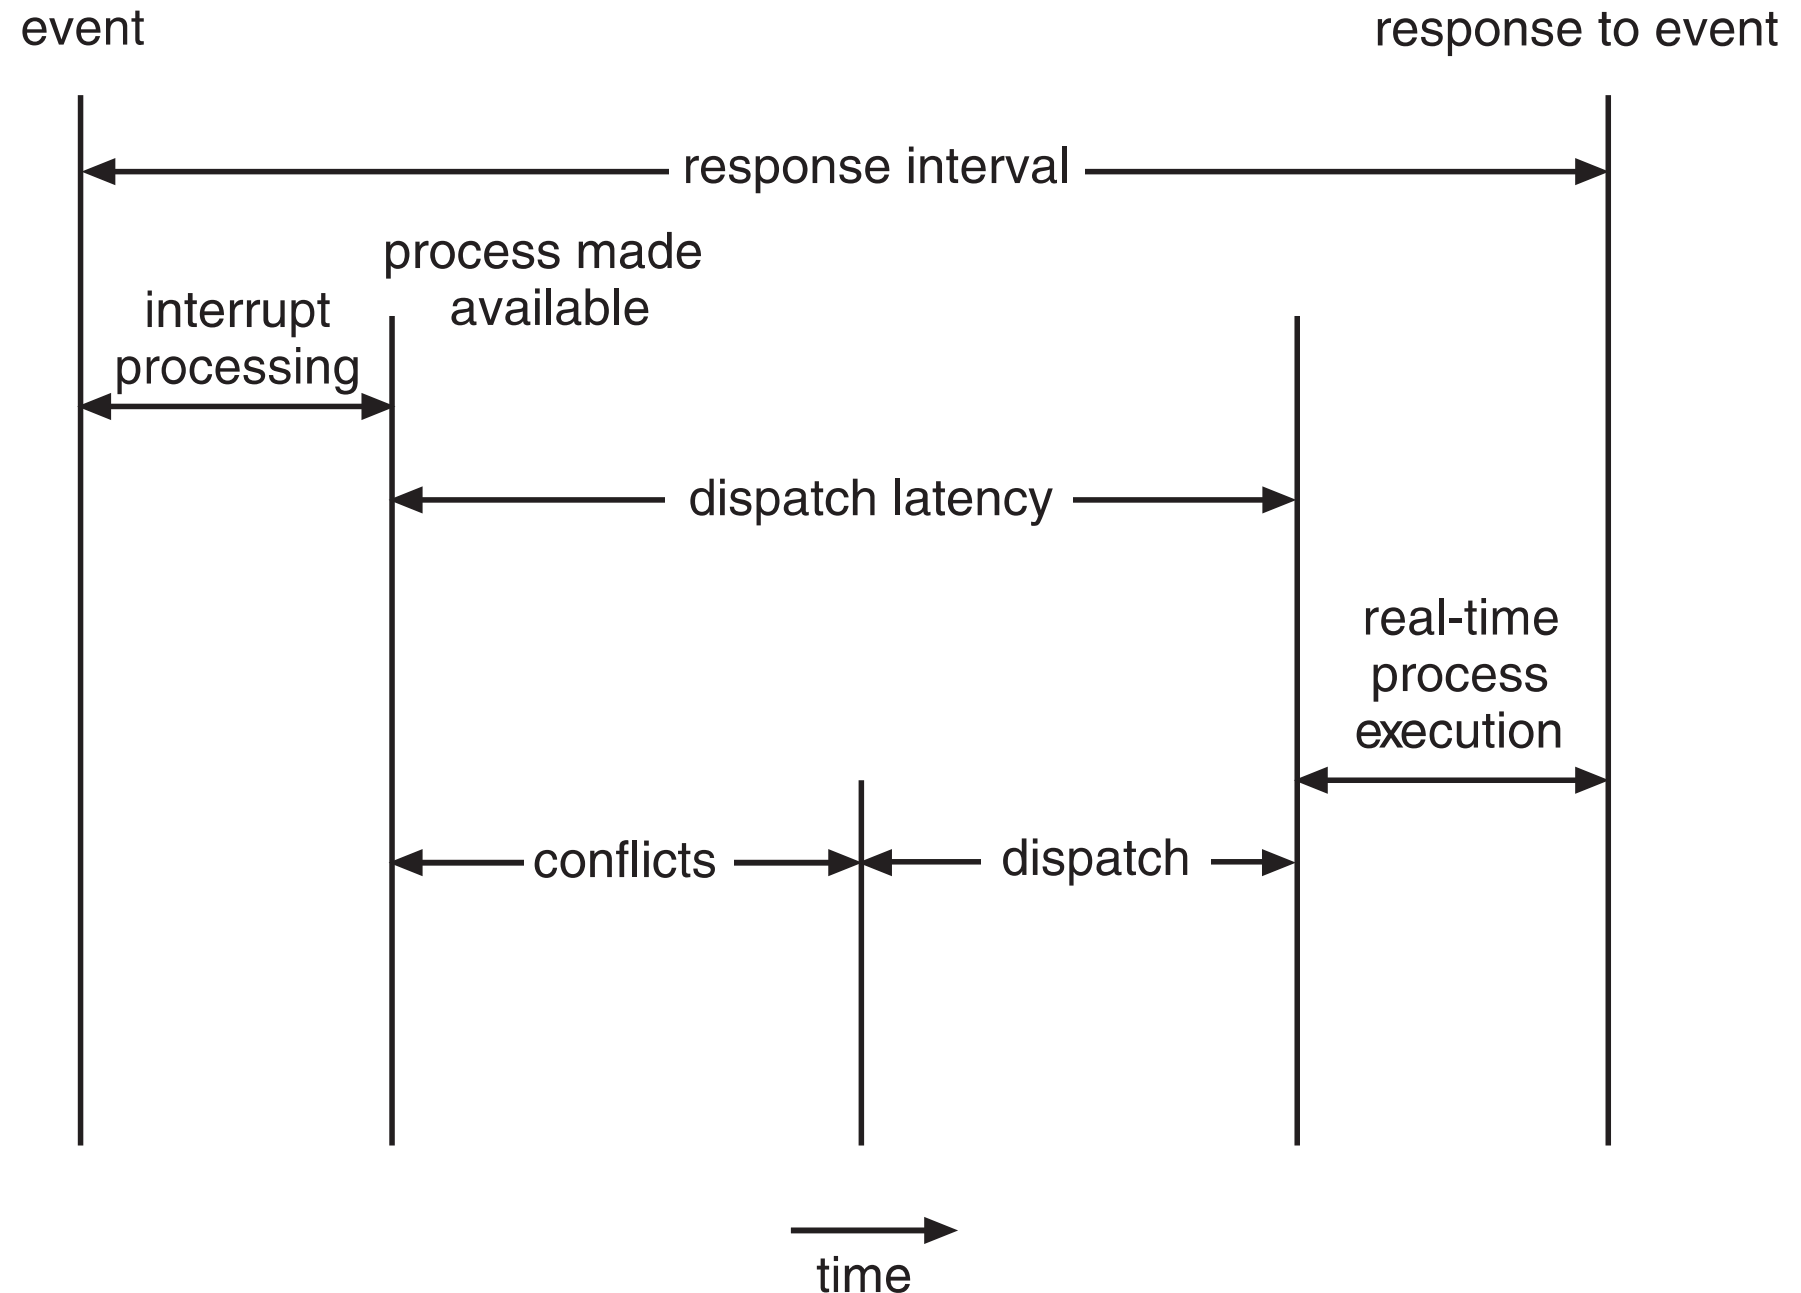 event
response to event
response interval
process made
available
interrupt
processing
dispatch latency
real-time
process
execution
conflicts
dispatch
time